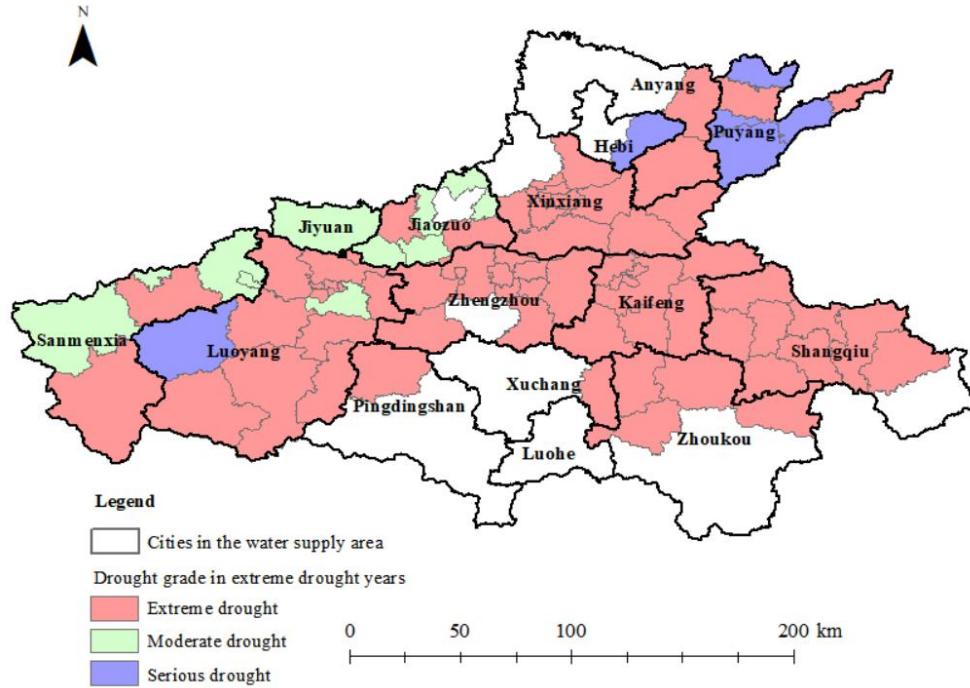 N
Anyang
Puyang
Hebi
Xinxiang
Jiaozuo
Jiyuan
Zhengzhou
Kaifeng
Sanmenxia
Luoyang
Shangqiu
Xuchang
Pingdingshan
Zhoukou
Luohe
Legend
Cities in the water supply area
Drought grade in extreme drought years
Extreme drought
Moderate drought
Serious drought
0 50 100 200 km